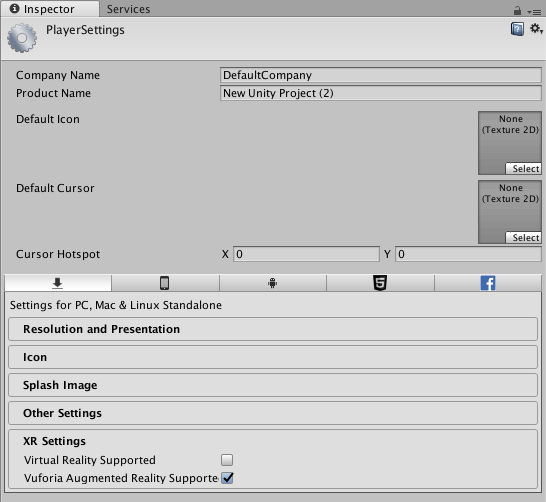 Inspector Services
PlayerSettings
Company Name DefaultCompany
Product Name New Unity Project (2)
Default Icon None
(Texture 2D)
Select
Default Cursor None
(Texture 2D)
Select
Cursor Hotspot X 0 Y 0
Settings for PC, Mac & Linux Standalone
Resolution and Presentation
Icon
Splash Image
Other Settings
XR Settings
Virtual Reality Supported
Vuforia Augmented Reality Supporte